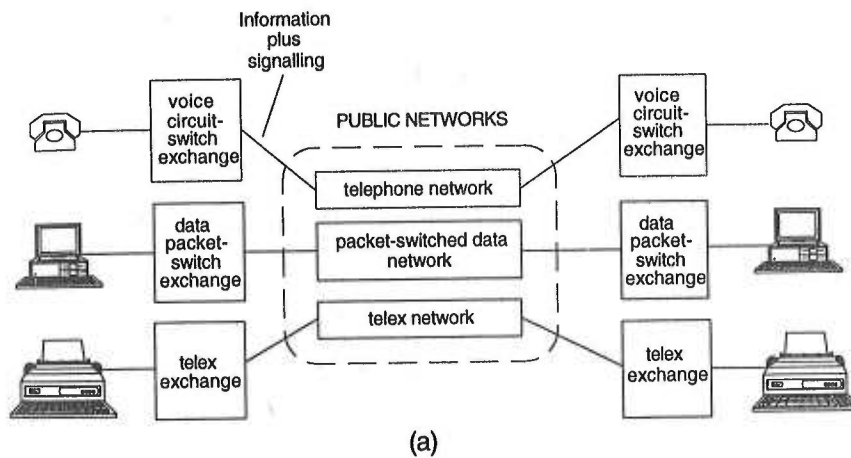 Information
plus
signalling
voice
circuit-
switch
exchange
PUBLIC NETWORKS
voice
circuit-
switch
exchange
telephone network
data
packet-
switch
exchange
packet-switched data
network
data
packet-
switch
exchange
telex
exchange
telex network
telex
exchange
(a)